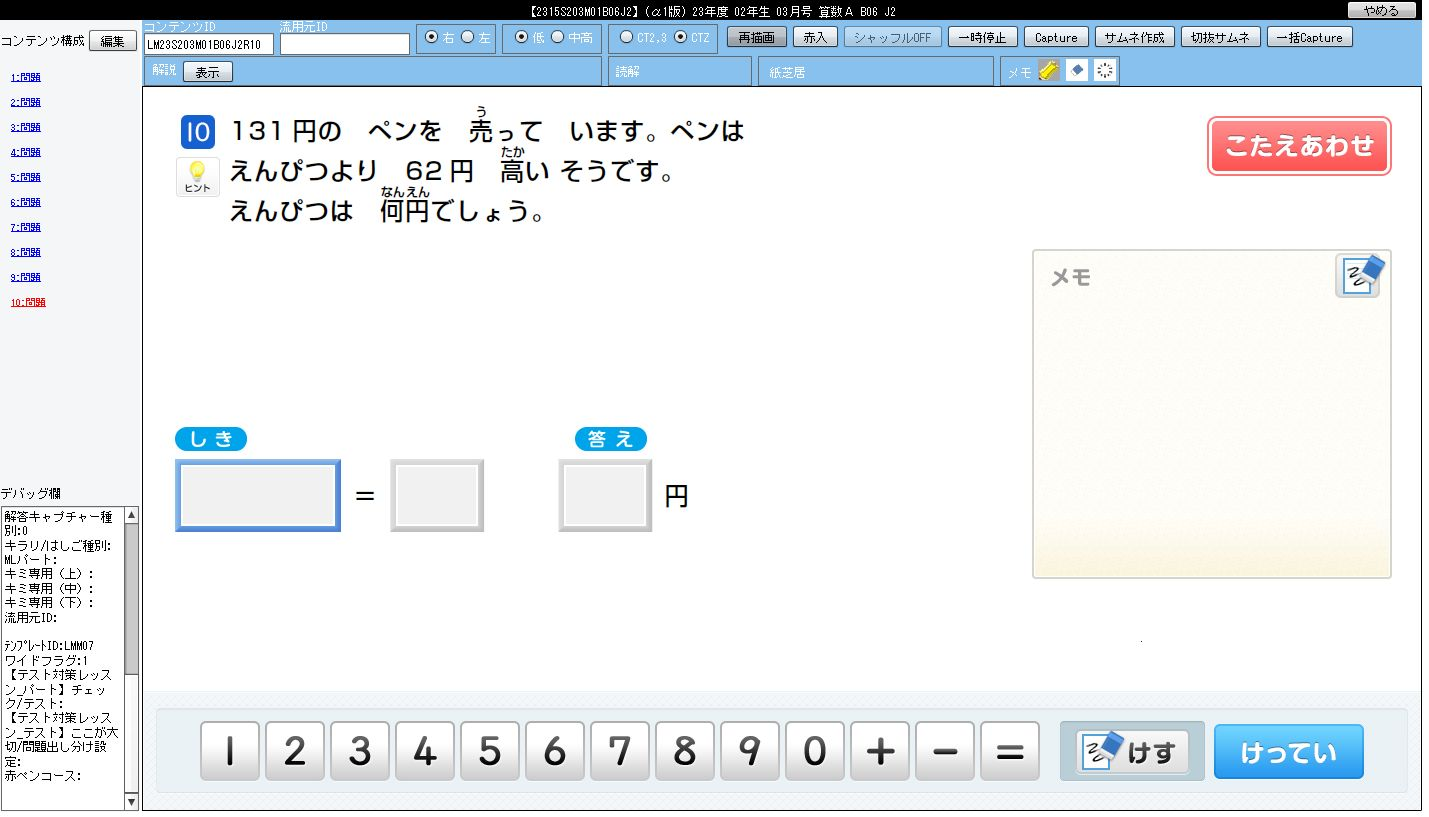 【2315S203M01B06J2】(α1版) 23年度 02年生 03月号 算数A B06 J2
やめる
コンテンツ構成
編集
コンテンツID
流用元ID
LM23S203M01B06J2R10
右 左
低 中高
CT2,3 CTZ
再描画
赤入
シャッフルOFF
一時停止
Capture
サムネ作成
切抜サムネ
一括Capture
解説 表示
読解
紙芝居
メモ
1:問題
2:問題
3:問題
4:問題
5:問題
6:問題
7:問題
8:問題
9:問題
10:問題
10
ヒント
う
131円の ペンを 売って います。ペンは
たか
えんぴつより 62円 高い そうです。
なんえん
えんぴつは 何円でしょう。
こたえあわせ
メモ
しき
答え
=
円
デバッグ欄
解答キャプチャー種
別:0
キラリ/はしご種別:
MLパート:
キミ専用（上）:
キミ専用（中）:
キミ専用（下）:
流用元ID:
ﾃﾝﾌﾟﾚｰﾄID:LMM07
ワイドフラグ:1
【テスト対策レッス
ン_パート】チェッ
ク/テスト:
【テスト対策レッス
ン_テスト】ここが大
切/問題出し分け設
定:
赤ペンコース:
1 2 3 4 5 6 7 8 9 0 + − =
けす
けってい